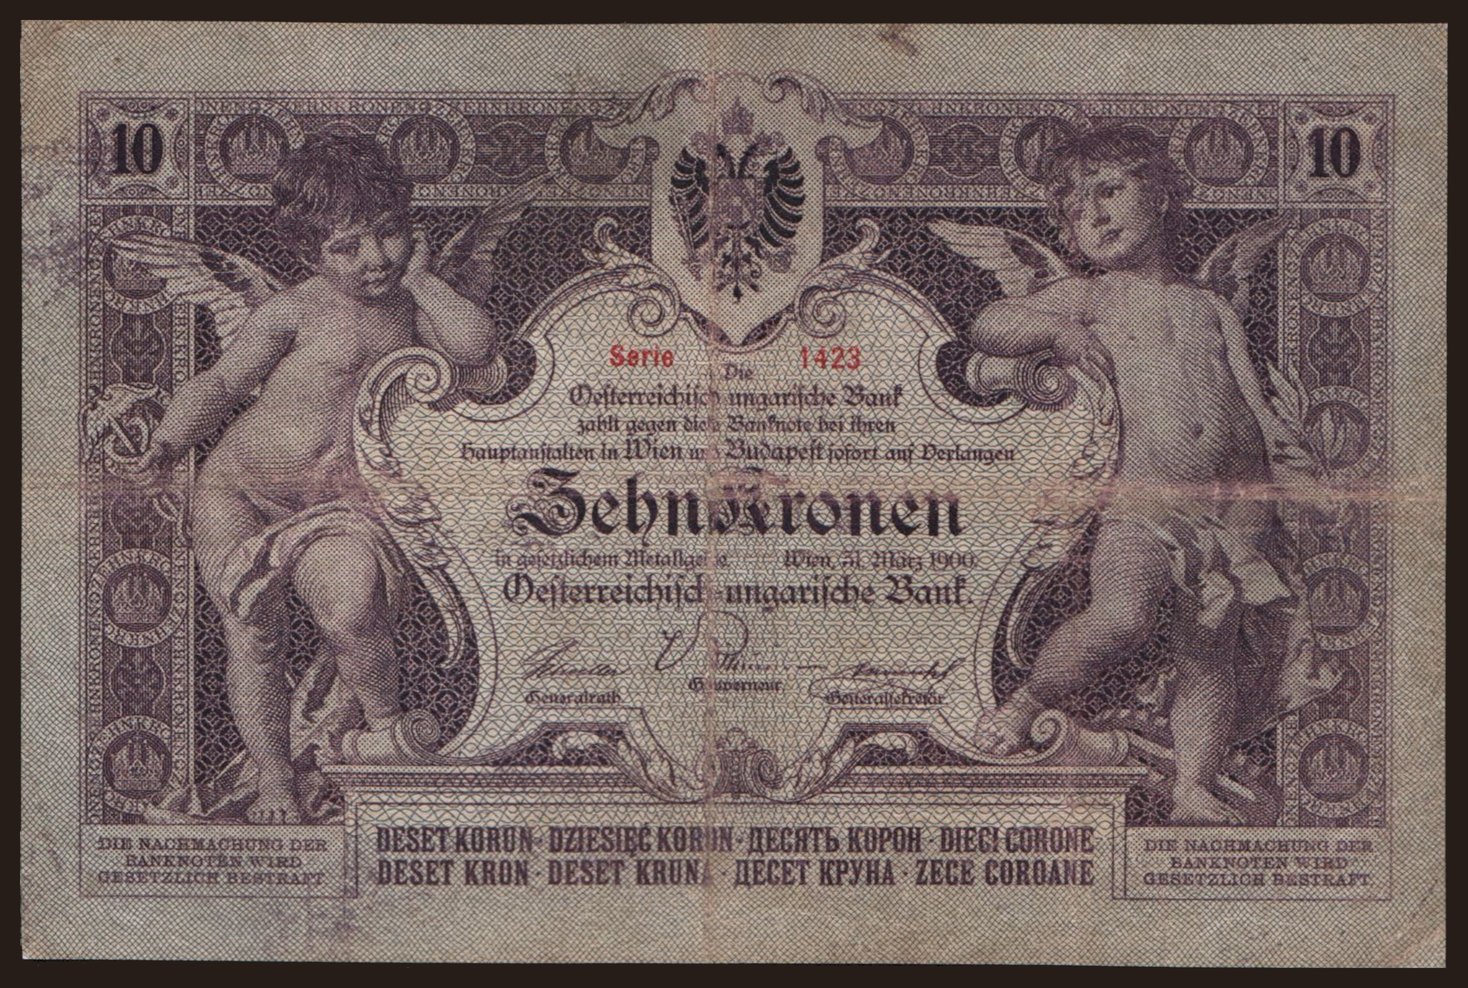 10
10
Serie 1423
Die
Oesterreichisch-ungarische Bank
zahlt gegen diese Banknote bei ihren
Hauptanstalten in Wien und Budapest sofort auf Verlangen
Zehn Kronen
in gesetzlichem Metallgelde. Wien, 31. März 1900.
Oesterreichisch-ungarische Bank.
Generalrath. Gouverneur. Generalsekretär
DESET KORUN · DZIESIĘĆ KORON · ДЕСЯТЬ КОРОН · DIECI CORONE
DESET KRON · DESET KRUNA · ДЕСЕТ КРУНА · ZECE COROANE
DIE NACHMACHUNG DER
BANKNOTEN WIRD
GESETZLICH BESTRAFT.
DIE NACHMACHUNG DER
BANKNOTEN WIRD
GESETZLICH BESTRAFT.